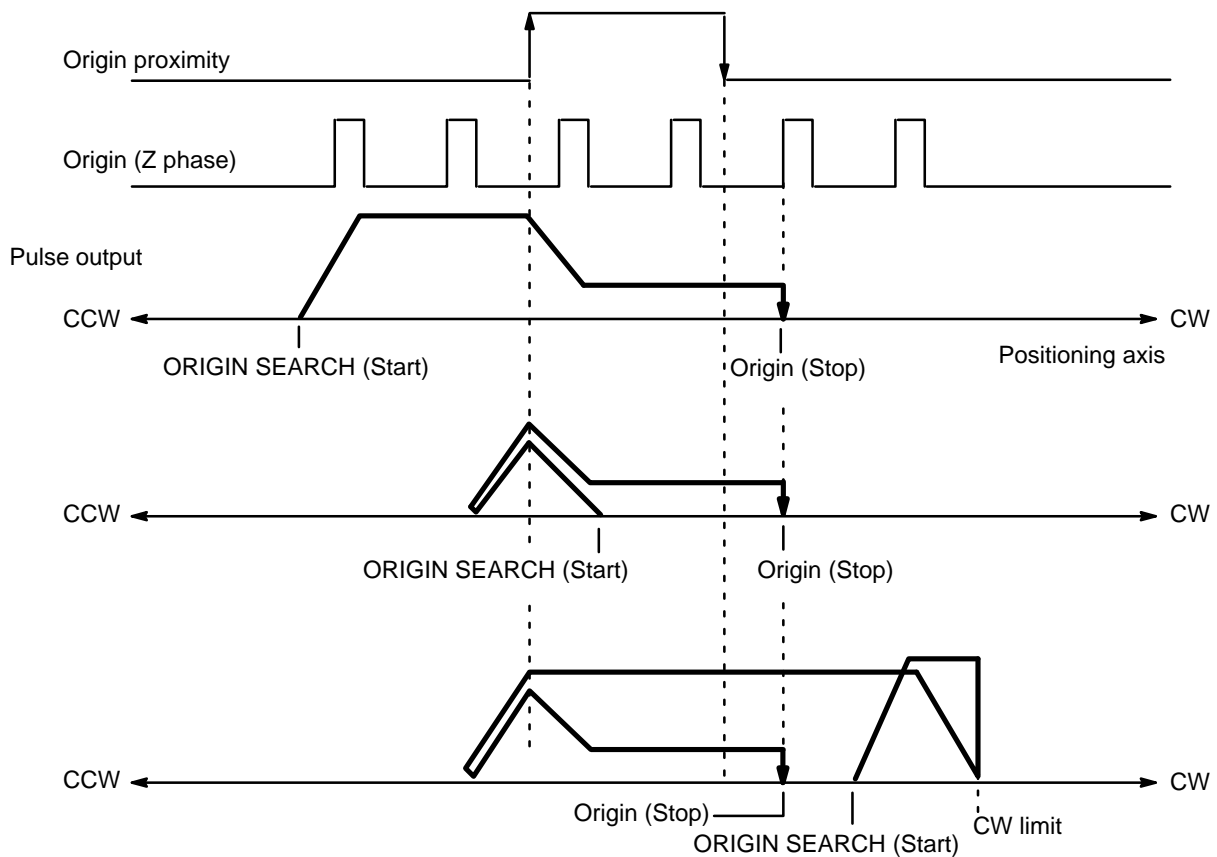 Origin proximity
Origin (Z phase)
Pulse output
CCW
CW
ORIGIN SEARCH (Start)
Origin (Stop)
Positioning axis
CCW
CW
ORIGIN SEARCH (Start)
Origin (Stop)
CCW
CW
Origin (Stop)
CW limit
ORIGIN SEARCH (Start)